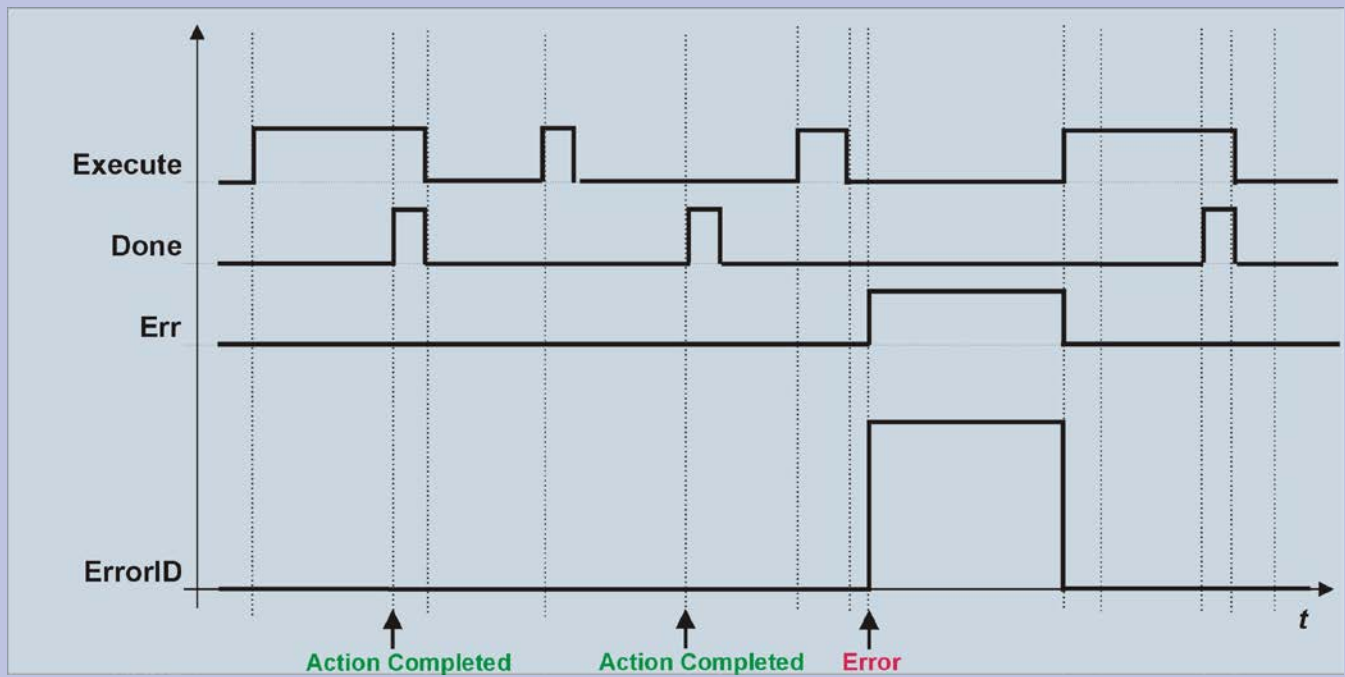 Execute
Done
Err
ErrorID
t
Action Completed
Action Completed
Error